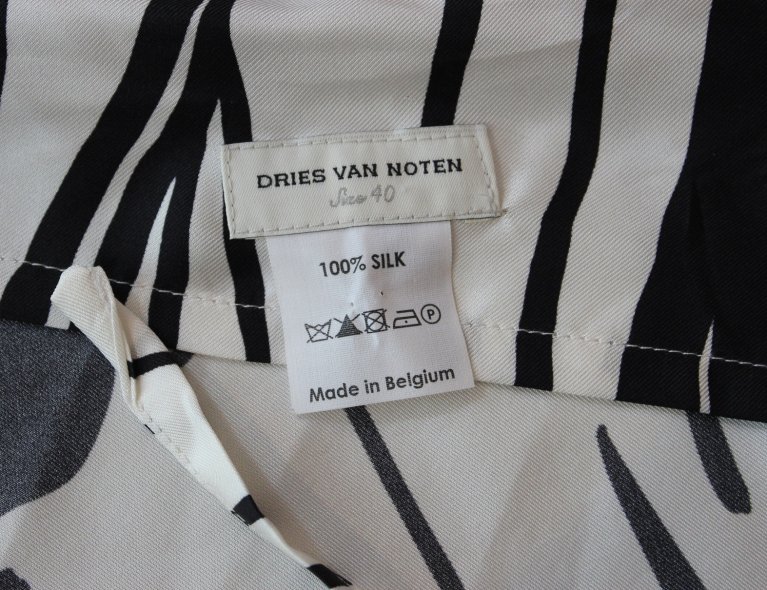 DRIES VAN NOTEN
Size 40
100% SILK
P
Made in Belgium